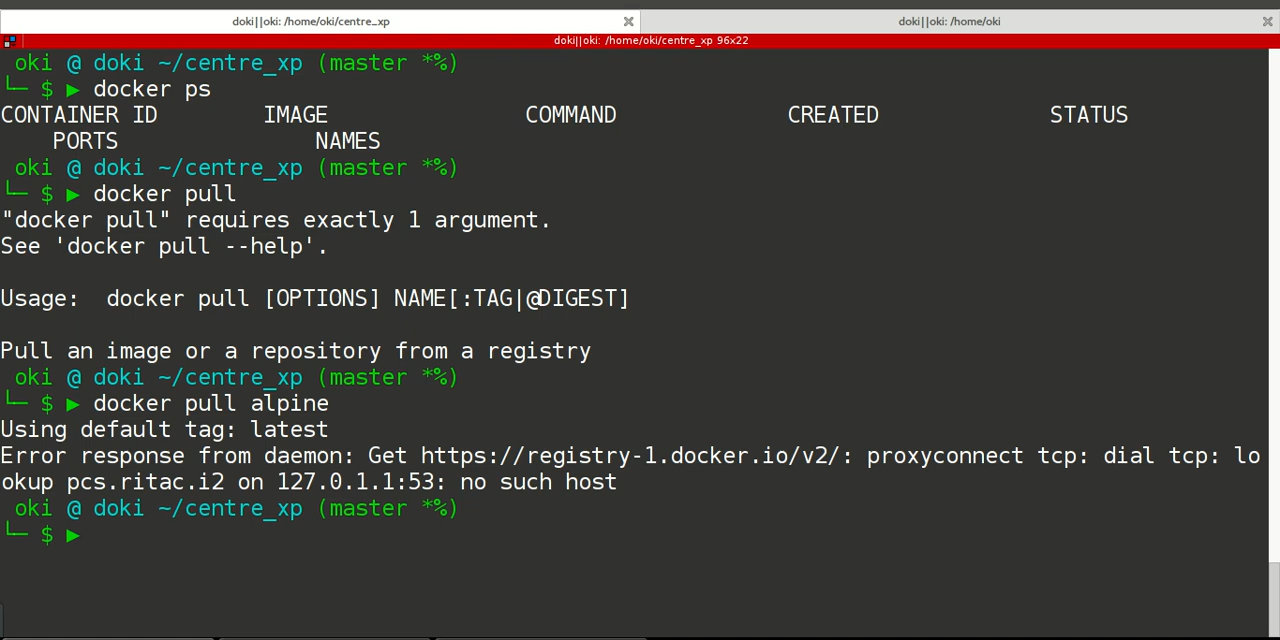 doki||oki: /home/oki/centre_xp
doki||oki: /home/oki
doki||oki: /home/oki/centre_xp 96x22
oki @ doki ~/centre_xp (master *%)
└─ $ ▶ docker ps
CONTAINER ID IMAGE COMMAND CREATED STATUS
PORTS NAMES
oki @ doki ~/centre_xp (master *%)
└─ $ ▶ docker pull
"docker pull" requires exactly 1 argument.
See 'docker pull --help'.
Usage: docker pull [OPTIONS] NAME[:TAG|@DIGEST]
Pull an image or a repository from a registry
oki @ doki ~/centre_xp (master *%)
└─ $ ▶ docker pull alpine
Using default tag: latest
Error response from daemon: Get https://registry-1.docker.io/v2/: proxyconnect tcp: dial tcp: lo
okup pcs.ritac.i2 on 127.0.1.1:53: no such host
oki @ doki ~/centre_xp (master *%)
└─ $ ▶